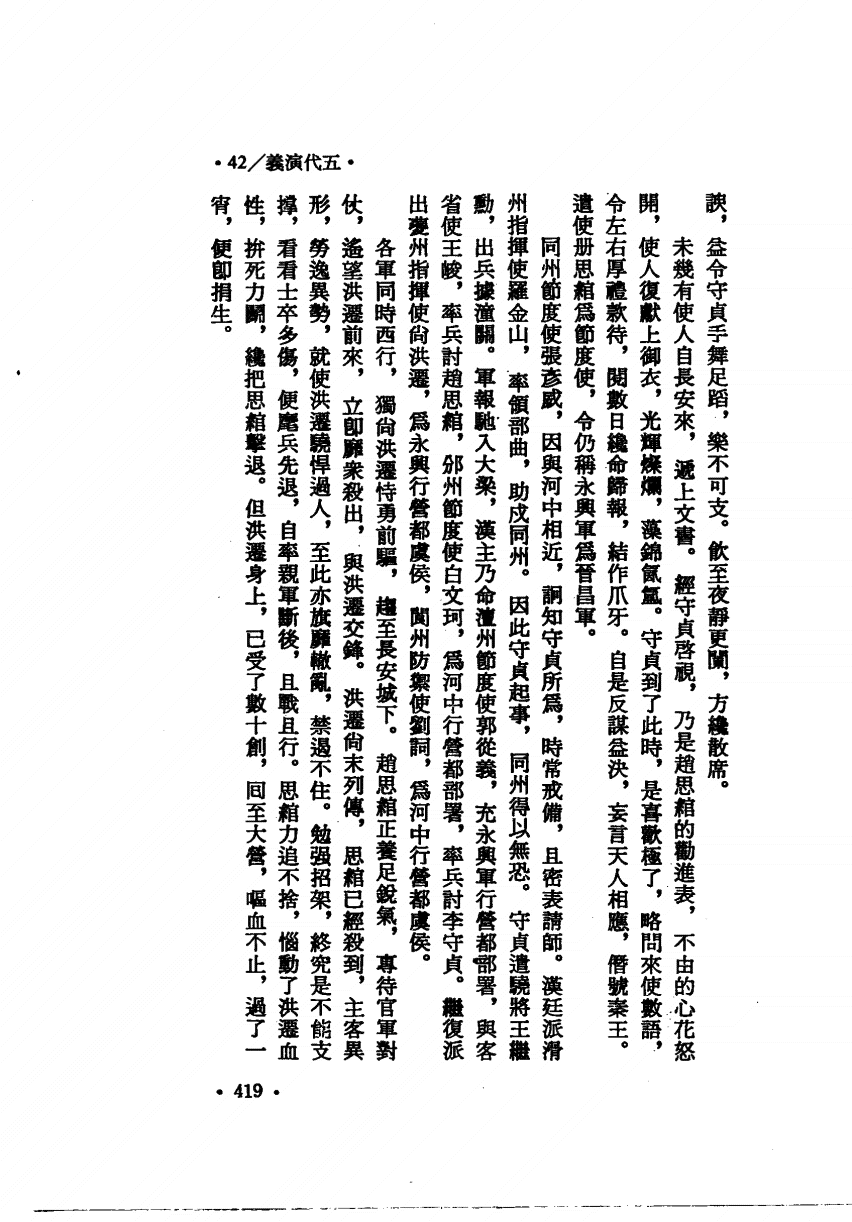 •42／義演代五•
諛，益令守貞手舞足蹈，樂不可支。飲至夜靜更闌，方纔散席。
未幾有使人自長安來，遞上文書。經守貞啓視，乃是趙思綰的勸進表，不由的心花怒
開，使人復獻上御衣，光輝燦爛，藻錦氤氳。守貞到了此時，是喜歡極了，略問來使數語，
令左右厚禮款待，閱數日纔命歸報，結作爪牙。自是反謀益決，妄言天人相應，僭號秦王。
遣使册思綰爲節度使，令仍稱永興軍爲晉昌軍。
同州節度使張彥威，因與河中相近，詗知守貞所爲，時常戒備，且密表請師。漢廷派滑
州指揮使羅金山，率領部曲，助戍同州。因此守貞起事，同州得以無恐。守貞遣驍將王繼
勳，出兵據潼關。軍報馳入大梁，漢主乃命澶州節度使郭從義，充永興軍行營都部署，與客
省使王峻，率兵討趙思綰，邠州節度使白文珂，爲河中行營都部署，率兵討李守貞。繼復派
出夔州指揮使尙洪遷，爲永興行營都虞侯，閬州防禦使劉詞，爲河中行營都虞侯。
各軍同時西行，獨尙洪遷恃勇前驅，趨至長安城下。趙思綰正養足銳氣，專待官軍對
仗，遙望洪遷前來，立卽麾衆殺出，與洪遷交鋒。洪遷尙末列傳，思綰已經殺到，主客異
形，勞逸異勢，就使洪遷驍悍過人，至此亦旗靡轍亂，禁遏不住。勉强招架，終究是不能支
撑，看看士卒多傷，便麾兵先退，自率親軍斷後，且戰且行。思綰力追不捨，惱動了洪遷血
性，拚死力鬭，纔把思綰擊退。但洪遷身上，已受了數十創，囘至大營，嘔血不止，過了一
宵，便卽捐生。
•419•